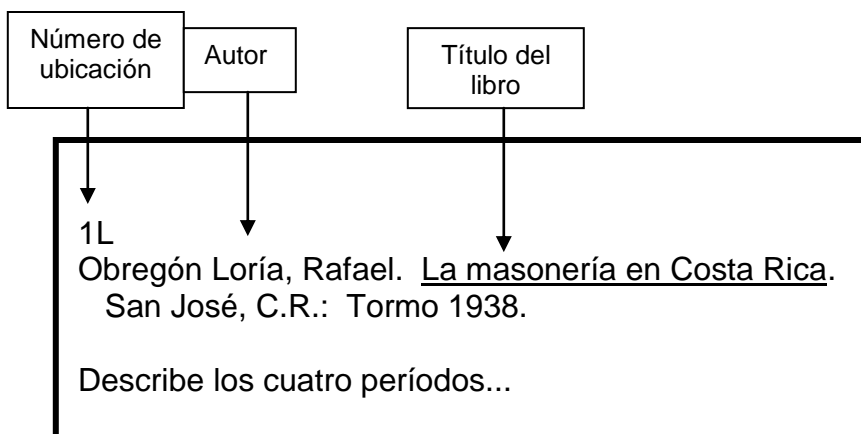 Número de
ubicación
Autor
Título del
libro
1L
Obregón Loría, Rafael.  La masonería en Costa Rica.
San José, C.R.:  Tormo 1938.
Describe los cuatro períodos...